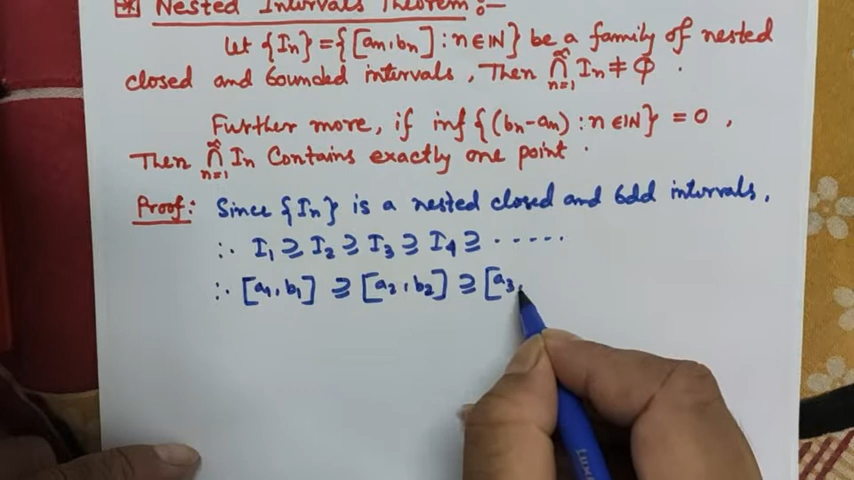 * Nested Intervals Theorem :-
Let {In} = {[an, bn] : n ∈ IN} be a family of nested
closed and bounded intervals, Then ∞∩n=1 In ≠ Φ .
Further more, if inf {(bn-an) : n ∈ IN} = 0 ,
Then ∞∩n=1 In Contains exactly one point .
Proof: Since {In} is a nested closed and bdd intervals,
∴ I1 ⊇ I2 ⊇ I3 ⊇ I4 ⊇ ......
∴ [a1, b1] ⊇ [a2, b2] ⊇ [a3,